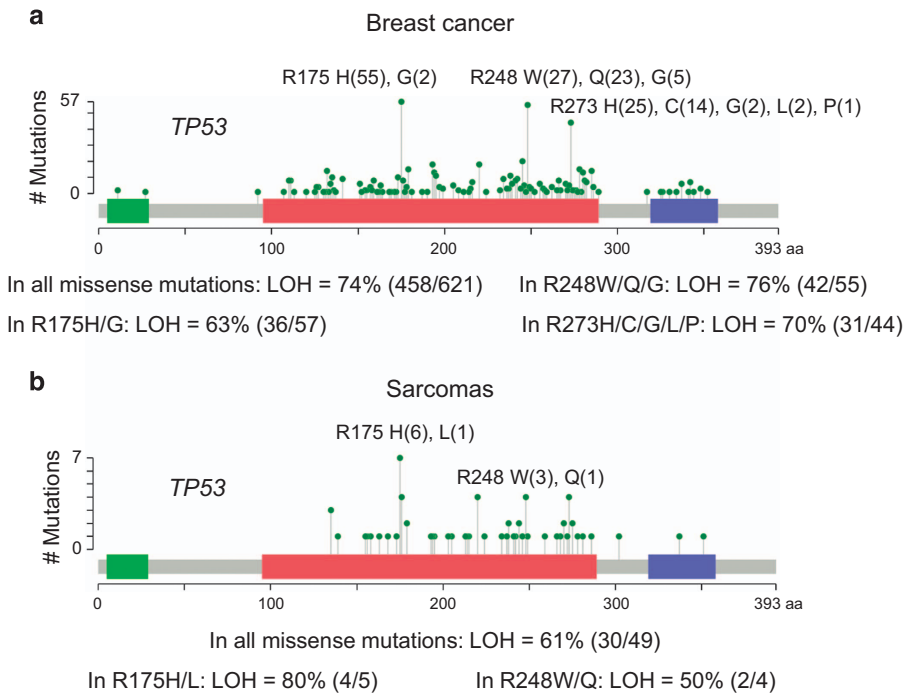 a
Breast cancer
R175 H(55), G(2)
R248 W(27), Q(23), G(5)
R273 H(25), C(14), G(2), L(2), P(1)
TP53
# Mutations
57
0
0 100 200 300 393 aa
In all missense mutations: LOH = 74% (458/621)
In R248W/Q/G: LOH = 76% (42/55)
In R175H/G: LOH = 63% (36/57)
In R273H/C/G/L/P: LOH = 70% (31/44)
b
Sarcomas
R175 H(6), L(1)
R248 W(3), Q(1)
TP53
# Mutations
7
0
0 100 200 300 393 aa
In all missense mutations: LOH = 61% (30/49)
In R175H/L: LOH = 80% (4/5)
In R248W/Q: LOH = 50% (2/4)